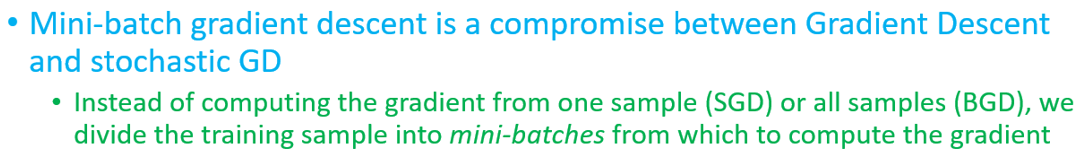 • Mini-batch gradient descent is a compromise between Gradient Descent
and stochastic GD
• Instead of computing the gradient from one sample (SGD) or all samples (BGD), we
divide the training sample into mini-batches from which to compute the gradient